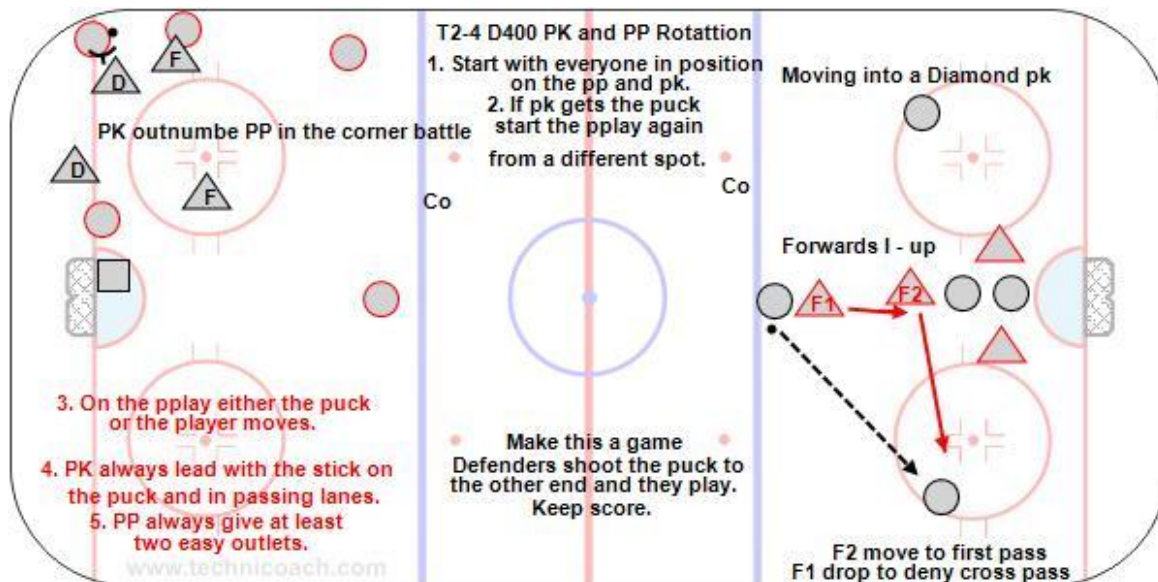 T2-4 D400 PK and PP Rotattion
1. Start with everyone in position
on the pp and pk.
2. If pk gets the puck
start the pplay again
from a different spot.
F
D
PK outnumbe PP in the corner battle
D
F
Co
Co
Moving into a Diamond pk
Forwards I - up
F1
F2
3. On the pplay either the puck
or the player moves.
4. PK always lead with the stick on
the puck and in passing lanes.
5. PP always give at least
two easy outlets.
www.technicoach.com
Make this a game
Defenders shoot the puck to
the other end and they play.
Keep score.
F2 move to first pass
F1 drop to deny cross pass